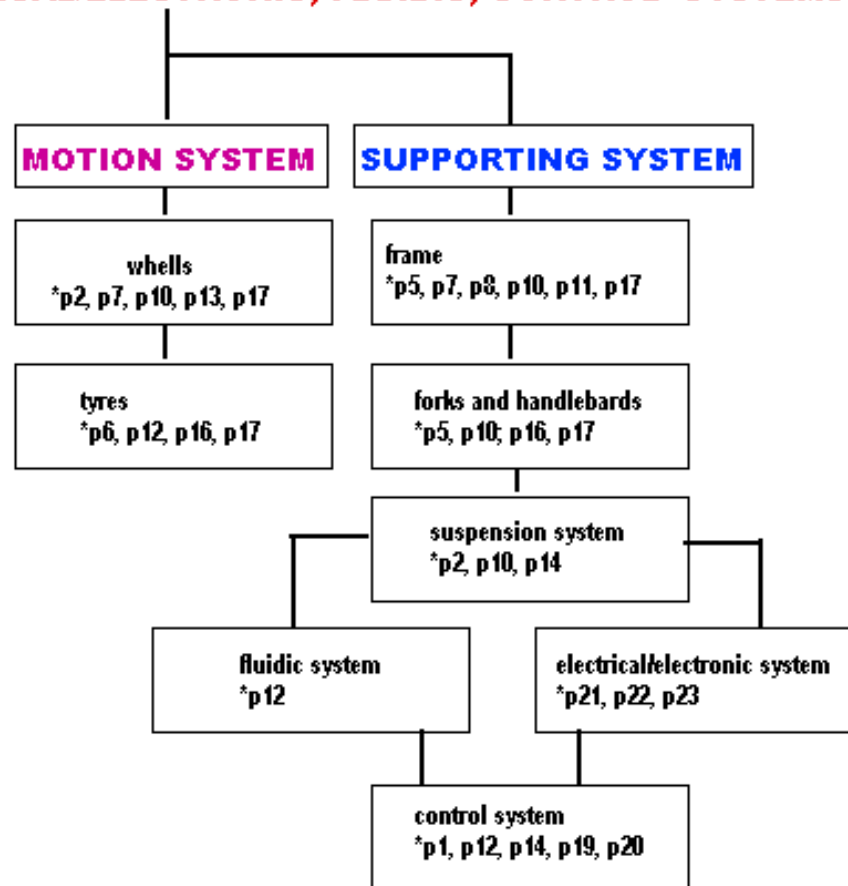 MOTION SYSTEM
SUPPORTING SYSTEM
whells
*p2, p7, p10, p13, p17
frame
*p5, p7, p8, p10, p11, p17
tyres
*p6, p12, p16, p17
forks and handlebards
*p5, p10; p16, p17
suspension system
*p2, p10, p14
fluidic system
*p12
electrical/electronic system
*p21, p22, p23
control system
*p1, p12, p14, p19, p20